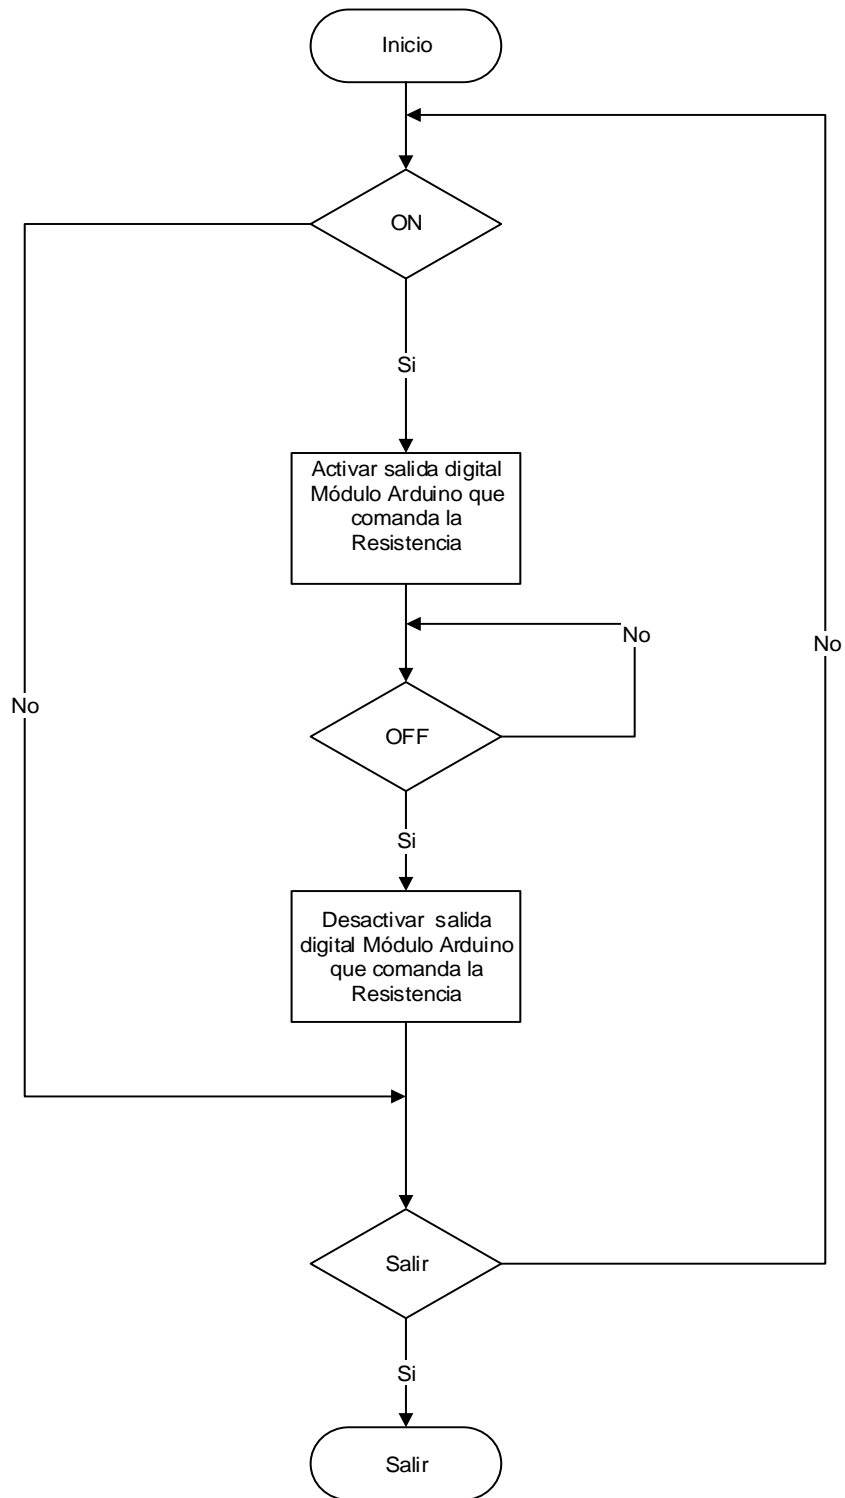 Inicio
ON
Si
Activar salida digital
Módulo Arduino que
comanda la
Resistencia
No
No
No
OFF
Si
Desactivar salida
digital Módulo Arduino
que comanda la
Resistencia
Salir
Si
Salir